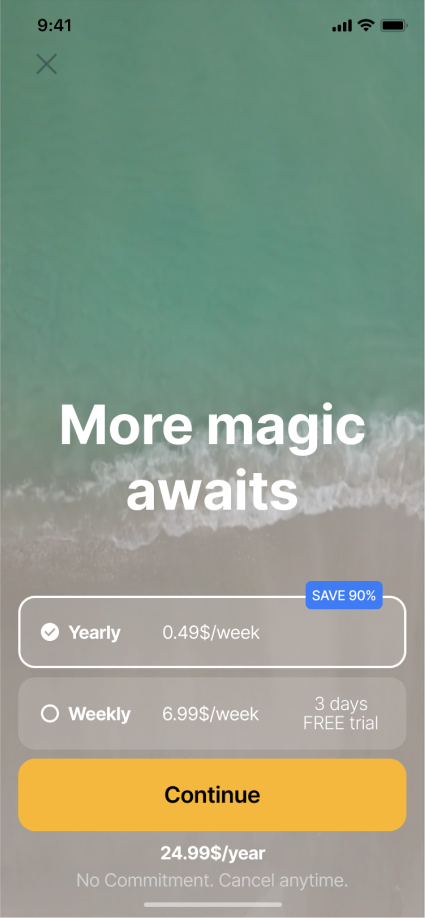 9:41
More magic
awaits
SAVE 90%
Yearly 0.49$/week
Weekly 6.99$/week 3 days
FREE trial
Continue
24.99$/year
No Commitment. Cancel anytime.